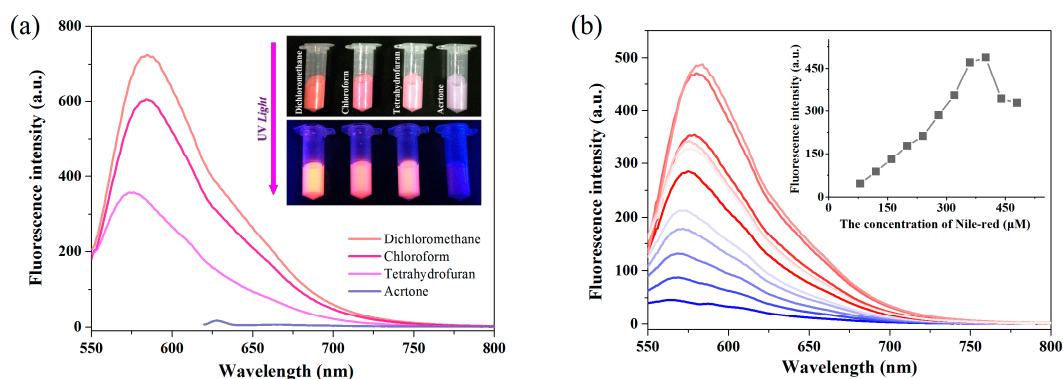 (a)
Fluorescence intensity (a.u.)
800
600
400
200
0
550
600
650
700
750
800
Wavelength (nm)
UV Light
Dichloromethane
Chloroform
Tetrahydrofuran
Acrtone
Dichloromethane
Chloroform
Tetrahydrofuran
Acrtone
(b)
Fluorescence intensity (a.u.)
500
400
300
200
100
0
550
600
650
700
750
800
Wavelength (nm)
Fluorescence intensity (a.u.)
450
300
150
0
0
150
300
450
The concentration of Nile-red (μM)